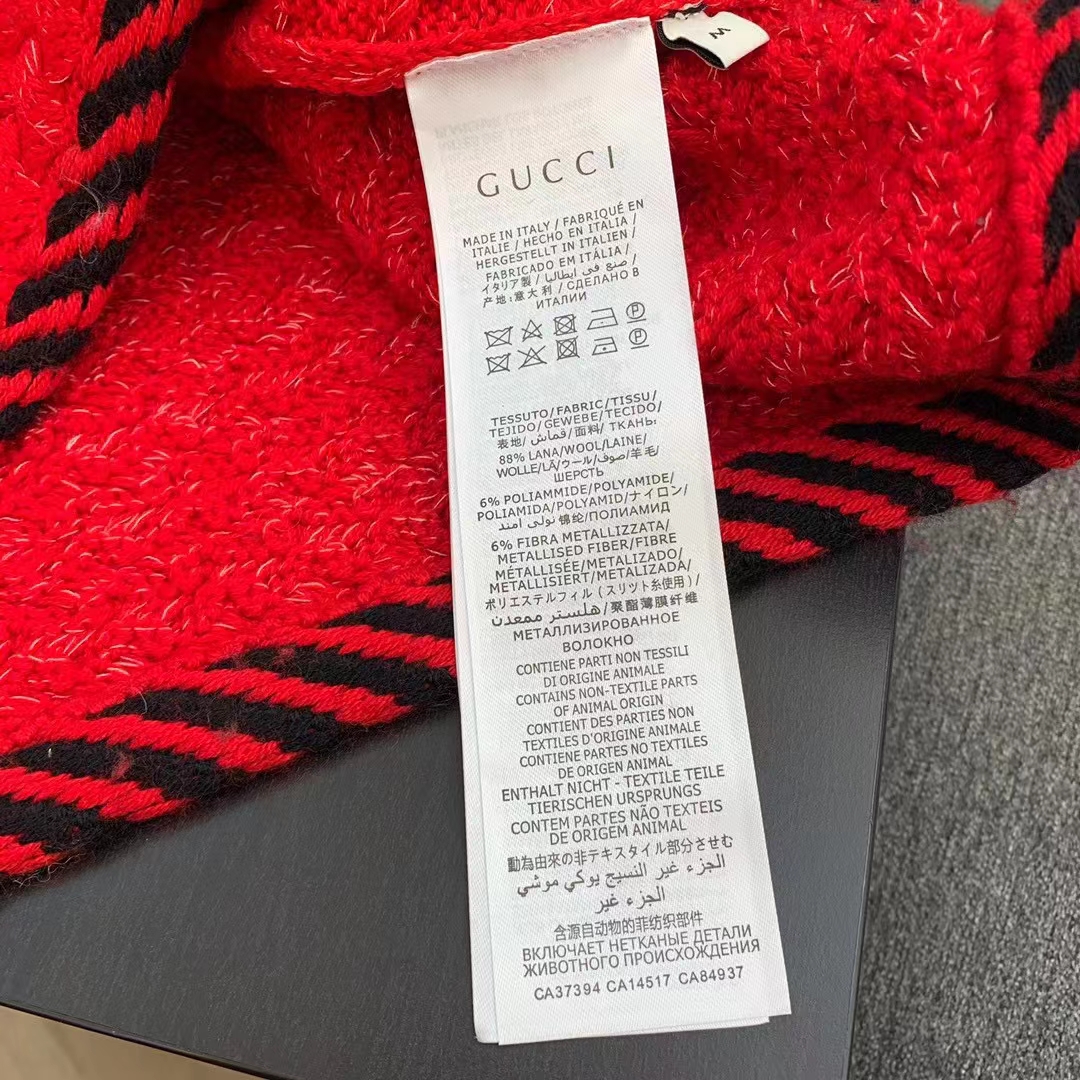 M
GUCCI
MADE IN ITALY / FABRIQUÉ EN
ITALIE / HECHO EN ITALIA /
HERGESTELLT IN ITALIEN /
FABRICADO EM ITÁLIA /
イタリア製 / صنع في ايطاليا /
产地:意大利 / СДЕЛАНО В
ИТАЛИИ
P
P
TESSUTO/FABRIC/TISSU/
TEJIDO/GEWEBE/TECIDO/
表地/قماش/面料/ ТКАНЬ:
88% LANA/WOOL/LAINE/
WOLLE/LÃ/ウール/صوف/羊毛/
ШЕРСТЬ
6% POLIAMMIDE/POLYAMIDE/
POLIAMIDA/POLYAMID/ナイロン/
نولى امند 锦纶/ПОЛИАМИД
6% FIBRA METALLIZZATA/
METALLISED FIBER/FIBRE
MÉTALLISÉE/METALIZADO/
METALLISIERT/METALIZADA/
ポリエステルフィル(スリット糸使用)/
هلستر ممعدن/聚酯薄膜纤维
МЕТАЛЛИЗИРОВАННОЕ
ВОЛОКНО
CONTIENE PARTI NON TESSILI
DI ORIGINE ANIMALE
CONTAINS NON-TEXTILE PARTS
OF ANIMAL ORIGIN
CONTIENT DES PARTIES NON
TEXTILES D'ORIGINE ANIMALE
CONTIENE PARTES NO TEXTILES
DE ORIGEN ANIMAL
ENTHALT NICHT - TEXTILE TEILE
TIERISCHEN URSPRUNGS
CONTEM PARTES NÃO TEXTEIS
DE ORIGEM ANIMAL
動為由來の非テキスタイル部分させむ
الجزء غير النسيج يوكي موشي
الجزء غير
含源自动物的非纺织部件
ВКЛЮЧАЕТ НЕТКАНЫЕ ДЕТАЛИ
ЖИВОТНОГО ПРОИСХОЖДЕНИЯ
CA37394 CA14517 CA84937